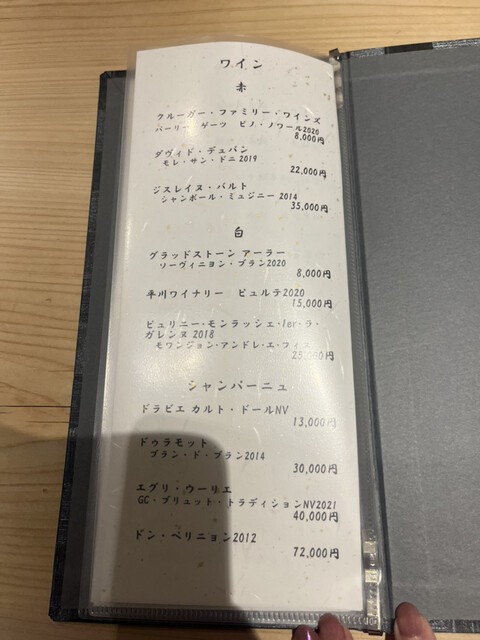 ワイン
赤
クルーガー・ファミリー・ワインズ
パーリー ゲーツ ピノ・ノワール2020
8,000円
ダヴィド・デュバン
モレ・サン・ドニ2019
22,000円
ジスレイヌ・バルト
シャンボール・ミュジニー 2014
35,000円
白
グラッドストーン アーラー
ソーヴィニヨン・ブラン2020
8,000円
平川ワイナリー ピュルテ2020
15,000円
ピュリニー・モンラッシェ・1er・ラ・
ガレンヌ 2018
モワンジョン・アンドレ・エ・フィス
25,000円
シャンパーニュ
ドラピエ カルト・ドールNV
13,000円
ドゥラモット
ブラン・ド・ブラン2014
30,000円
エグリ・ウーリエ
GC・ブリュット・トラディションNV2021
40,000円
ドン・ペリニョン2012
72,000円